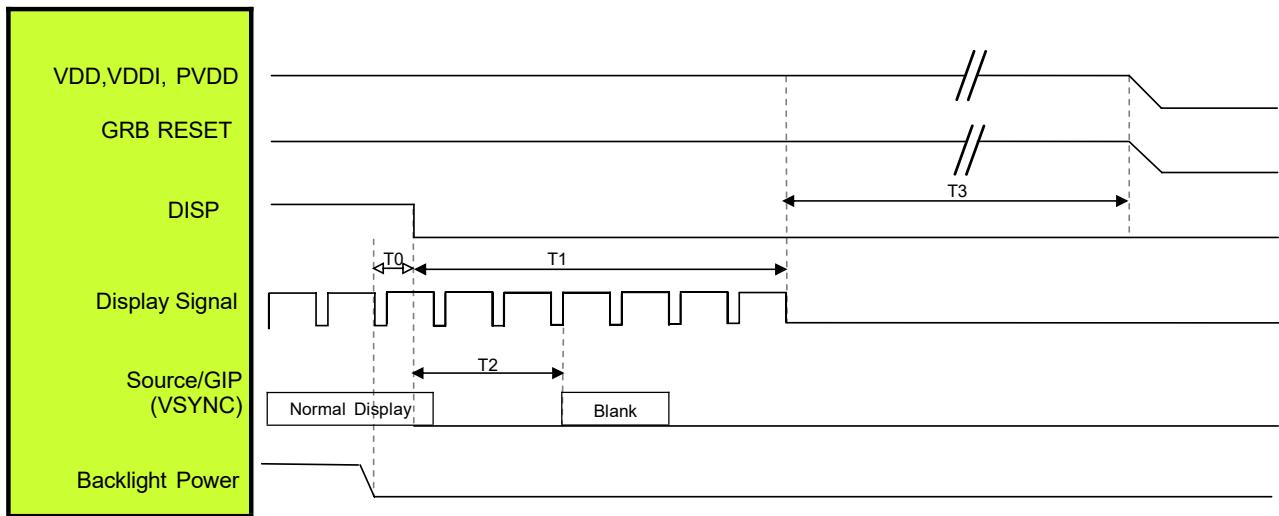 VDD,VDDI, PVDD
GRB RESET
T3
DISP
T0
T1
Display Signal
T2
Source/GIP
(VSYNC)
Normal Display
Blank
Backlight Power